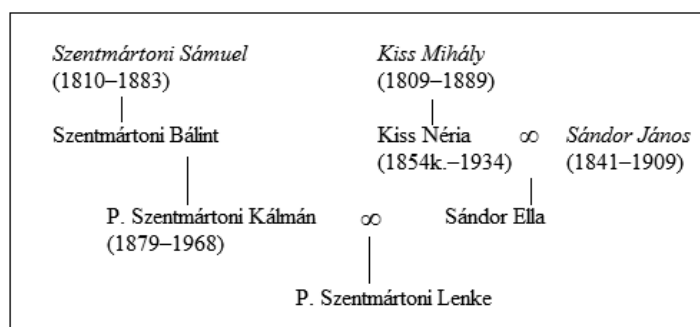 Szentmártoni Sámuel Kiss Mihály
(1810–1883) (1809–1889)
Szentmártoni Bálint Kiss Néria ∞ Sándor János
(1854k.–1934) (1841–1909)
P. Szentmártoni Kálmán ∞ Sándor Ella
(1879–1968)
P. Szentmártoni Lenke